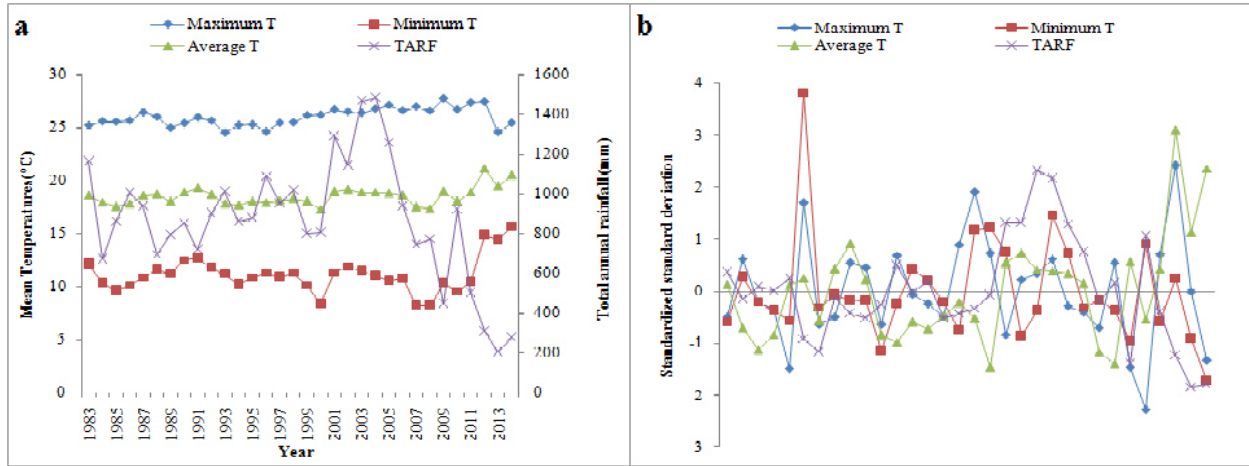 a
Maximum T
Minimum T
Average T
TARF
30
25
20
15
10
5
0
Mean Temperatures(°C)
1600
1400
1200
1000
800
600
400
200
0
Total annual rainfall(mm)
1983
1985
1987
1989
1991
1993
1995
1997
1999
2001
2003
2005
2007
2009
2011
2013
Year
b
Maximum T
Minimum T
Average T
TARF
4
3
2
1
0
-1
2
3
Standardized standard deviation